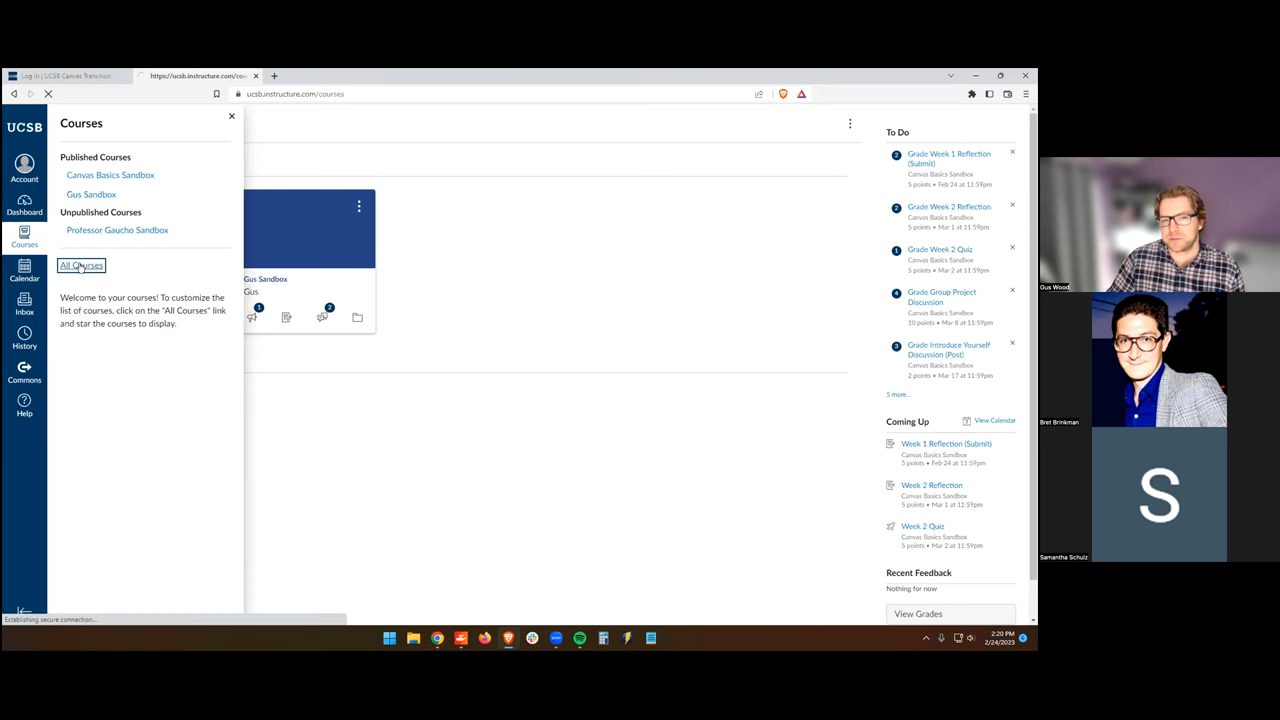 Log In | UCSB Canvas Transition
https://ucsb.instructure.com/cou
ucsb.instructure.com/courses
UCSB
Account
Dashboard
Courses
Calendar
Inbox
History
Commons
Help
Courses
Published Courses
Canvas Basics Sandbox
Gus Sandbox
Unpublished Courses
Professor Gaucho Sandbox
All Courses
Welcome to your courses! To customize the
list of courses, click on the "All Courses" link
and star the courses to display.
Gus Sandbox
Gus
1
2
To Do
2
Grade Week 1 Reflection
(Submit)
Canvas Basics Sandbox
5 points • Feb 24 at 11:59pm
2
Grade Week 2 Reflection
Canvas Basics Sandbox
5 points • Mar 1 at 11:59pm
1
Grade Week 2 Quiz
Canvas Basics Sandbox
5 points • Mar 2 at 11:59pm
4
Grade Group Project
Discussion
Canvas Basics Sandbox
10 points • Mar 8 at 11:59pm
3
Grade Introduce Yourself
Discussion (Post)
Canvas Basics Sandbox
2 points • Mar 17 at 11:59pm
5 more...
Coming Up
View Calendar
Week 1 Reflection (Submit)
Canvas Basics Sandbox
5 points • Feb 24 at 11:59pm
Week 2 Reflection
Canvas Basics Sandbox
5 points • Mar 1 at 11:59pm
Week 2 Quiz
Canvas Basics Sandbox
5 points • Mar 2 at 11:59pm
Recent Feedback
Nothing for now
View Grades
Establishing secure connection...
2:20 PM
2/24/2023
Gus Wood
Bret Brinkman
S
Samantha Schulz